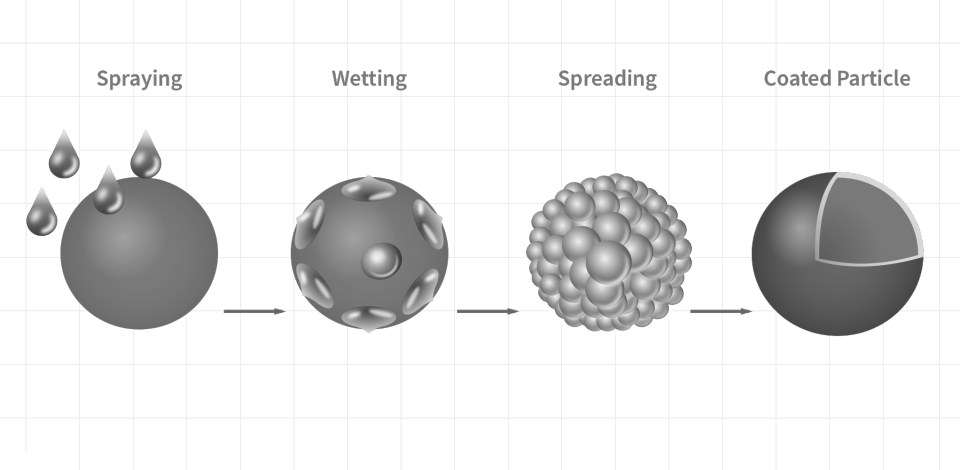 Spraying
Wetting
Spreading
Coated Particle